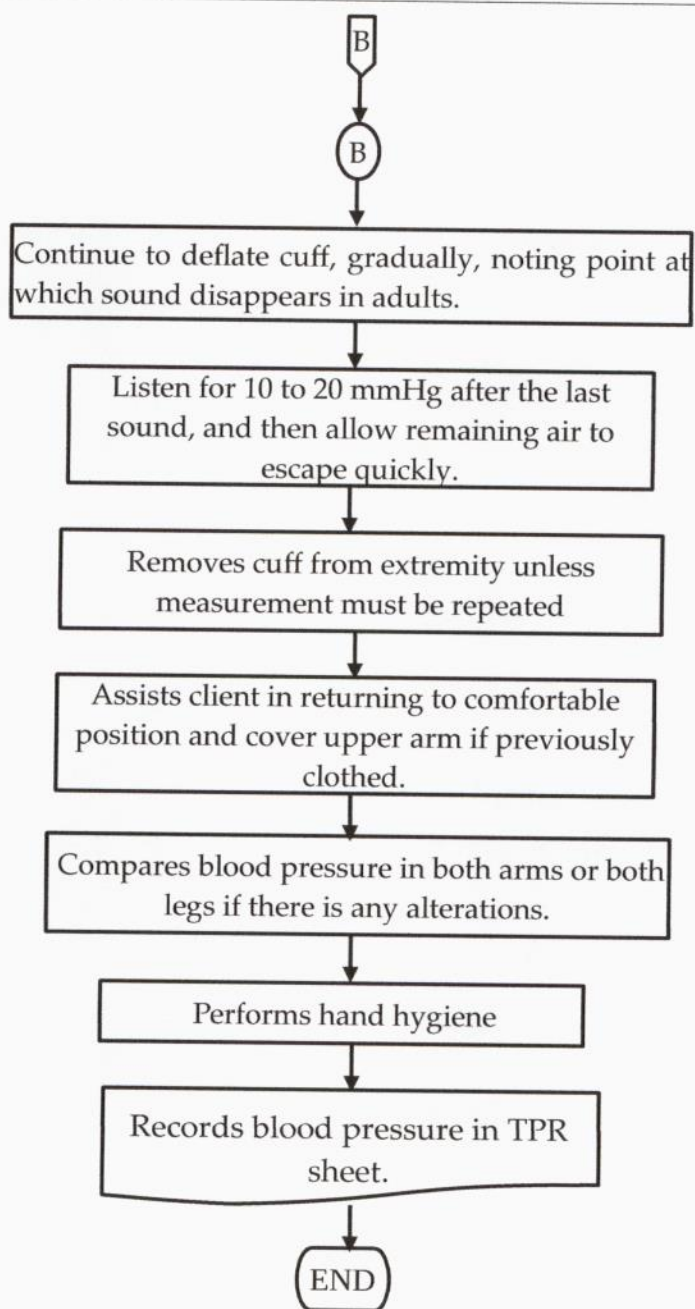 B
B
Continue to deflate cuff, gradually, noting point at
which sound disappears in adults.
Listen for 10 to 20 mmHg after the last
sound, and then allow remaining air to
escape quickly.
Removes cuff from extremity unless
measurement must be repeated
Assists client in returning to comfortable
position and cover upper arm if previously
clothed.
Compares blood pressure in both arms or both
legs if there is any alterations.
Performs hand hygiene
Records blood pressure in TPR
sheet.
END